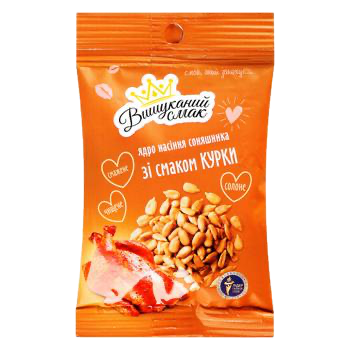 Вишуканий
смак
ядро насіння соняшника
зі смаком КУРКИ
смажене
чищене
солоне